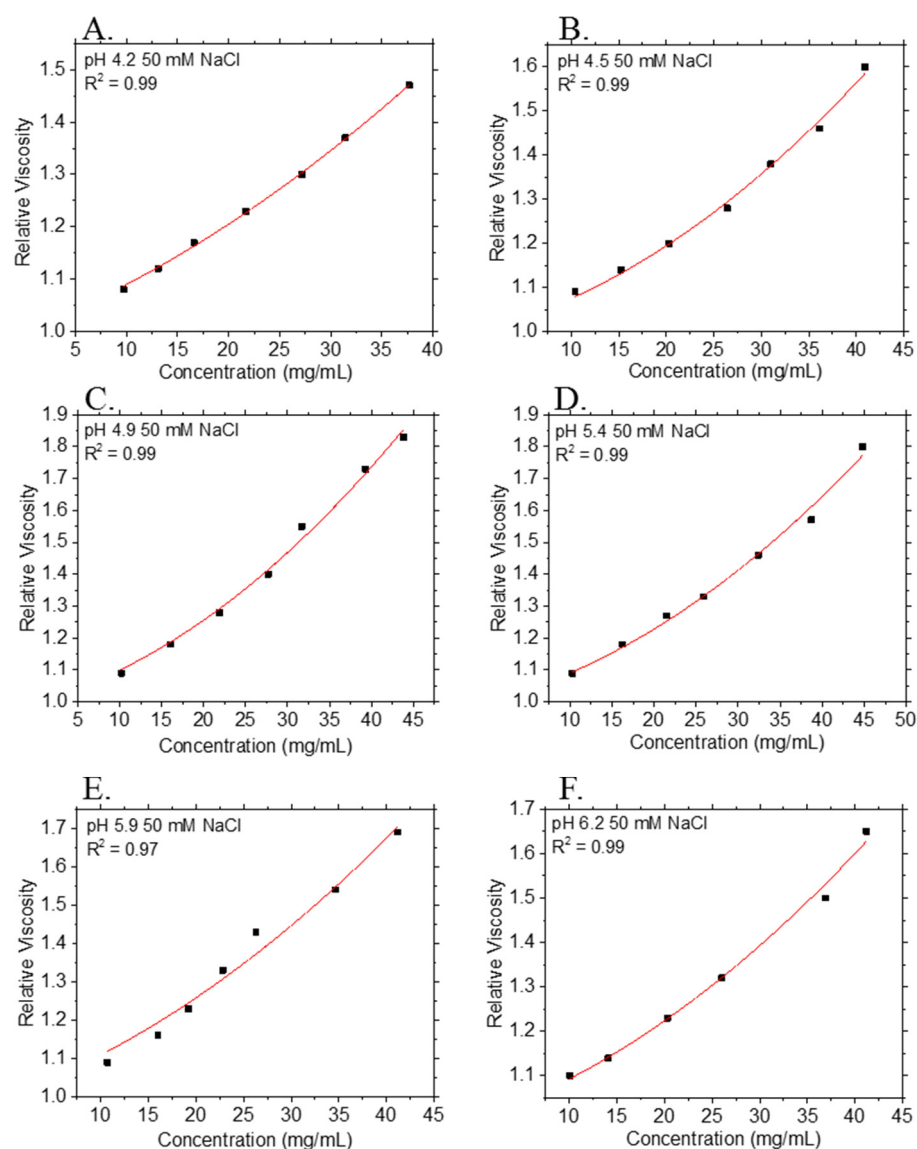 A.
pH 4.2 50 mM NaCl
R² = 0.99
Relative Viscosity
1.5
1.4
1.3
1.2
1.1
1.0
5 10 15 20 25 30 35 40
Concentration (mg/mL)
B.
pH 4.5 50 mM NaCl
R² = 0.99
Relative Viscosity
1.6
1.5
1.4
1.3
1.2
1.1
1.0
10 15 20 25 30 35 40 45
Concentration (mg/mL)
C.
pH 4.9 50 mM NaCl
R² = 0.99
Relative Viscosity
1.9
1.8
1.7
1.6
1.5
1.4
1.3
1.2
1.1
1.0
5 10 15 20 25 30 35 40 45
Concentration (mg/mL)
D.
pH 5.4 50 mM NaCl
R² = 0.99
Relative Viscosity
1.9
1.8
1.7
1.6
1.5
1.4
1.3
1.2
1.1
1.0
10 15 20 25 30 35 40 45 50
Concentration (mg/mL)
E.
pH 5.9 50 mM NaCl
R² = 0.97
Relative Viscosity
1.7
1.6
1.5
1.4
1.3
1.2
1.1
1.0
10 15 20 25 30 35 40 45
Concentration (mg/mL)
F.
pH 6.2 50 mM NaCl
R² = 0.99
Relative Viscosity
1.7
1.6
1.5
1.4
1.3
1.2
1.1
10 15 20 25 30 35 40 45
Concentration (mg/mL)